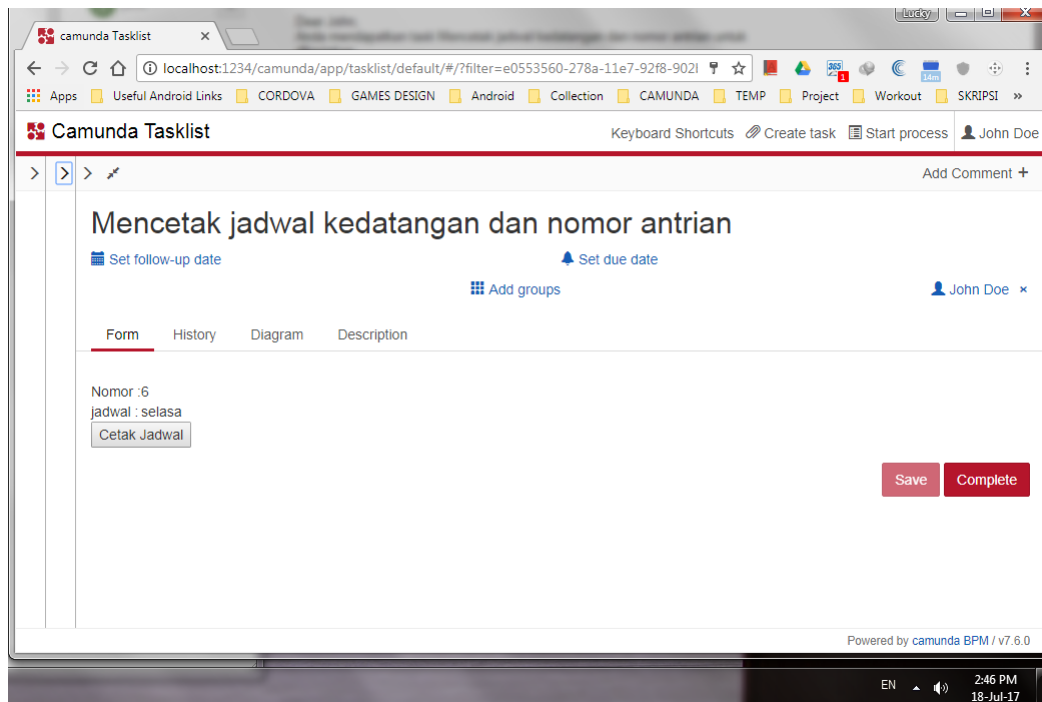 Lucky
camunda Tasklist
localhost:1234/camunda/app/tasklist/default/#/?filter=e0553560-278a-11e7-92f8-902l
365
1
14m
Apps Useful Android Links CORDOVA GAMES DESIGN Android Collection CAMUNDA TEMP Project Workout SKRIPSI »
Camunda Tasklist Keyboard Shortcuts Create task Start process John Doe
Add Comment +
Mencetak jadwal kedatangan dan nomor antrian
Set follow-up date Set due date
Add groups John Doe ×
Form History Diagram Description
Nomor :6
jadwal : selasa
Cetak Jadwal
Save Complete
Powered by camunda BPM / v7.6.0
EN 2:46 PM
18-Jul-17